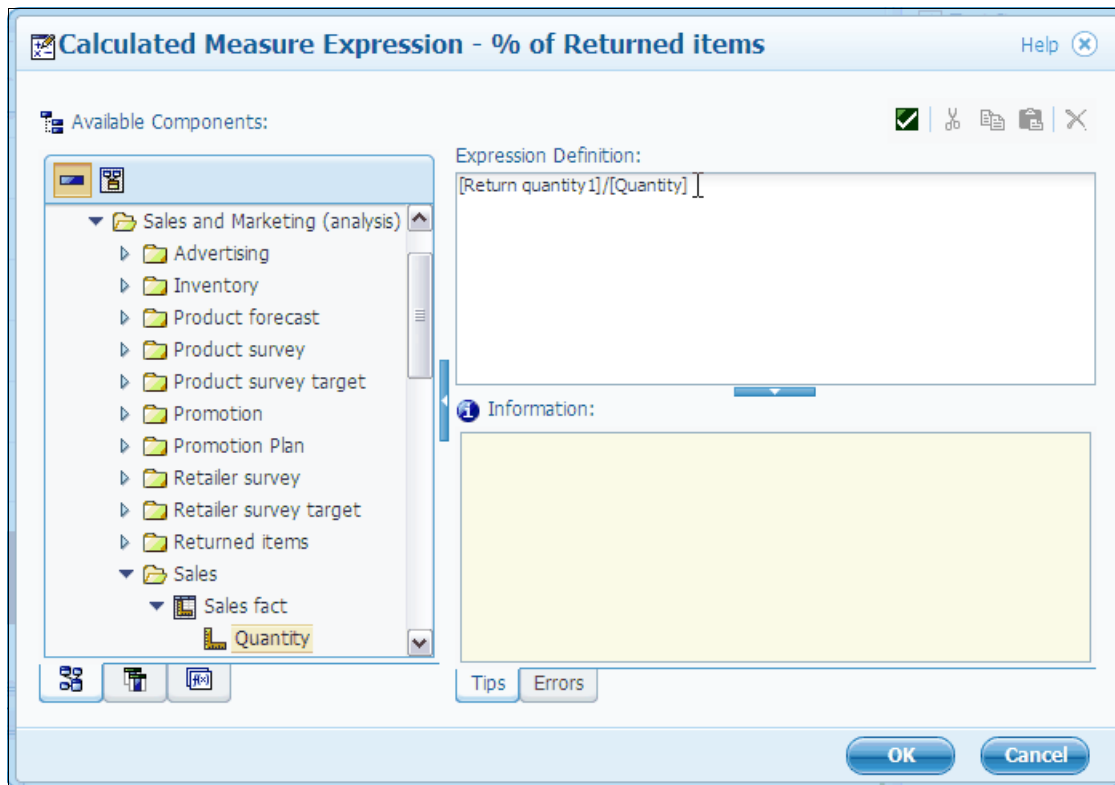 Calculated Measure Expression - % of Returned items
Help
Available Components:
Expression Definition:
[Return quantity1]/[Quantity]
Sales and Marketing (analysis)
Advertising
Inventory
Product forecast
Product survey
Product survey target
Promotion
Promotion Plan
Retailer survey
Retailer survey target
Returned items
Sales
Sales fact
Quantity
Information:
Tips
Errors
OK
Cancel